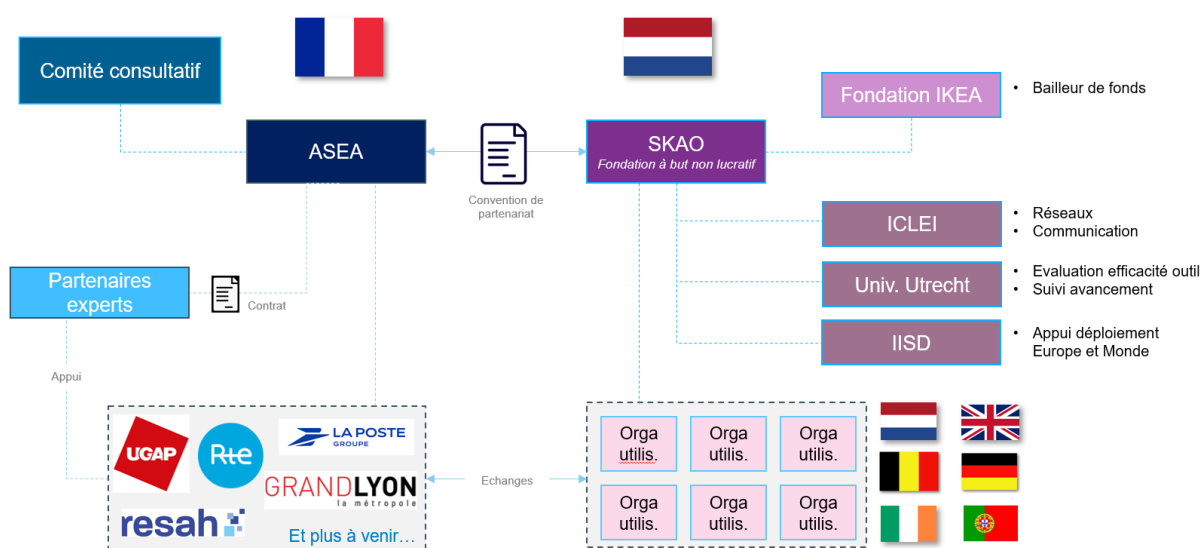 Comité consultatif
ASEA
Convention de
partenariat
SKAO
Fondation à but non lucratif
Fondation IKEA
• Bailleur de fonds
ICLEI
• Réseaux
• Communication
Univ. Utrecht
• Evaluation efficacité outil
• Suivi avancement
IISD
• Appui déploiement
Europe et Monde
Partenaires
experts
Contrat
Appui
UGAP
Rte
LA POSTE
GROUPE
GRANDLYON
la métropole
resah
Et plus à venir…
Echanges
Orga
utilis.
Orga
utilis.
Orga
utilis.
Orga
utilis.
Orga
utilis.
Orga
utilis.